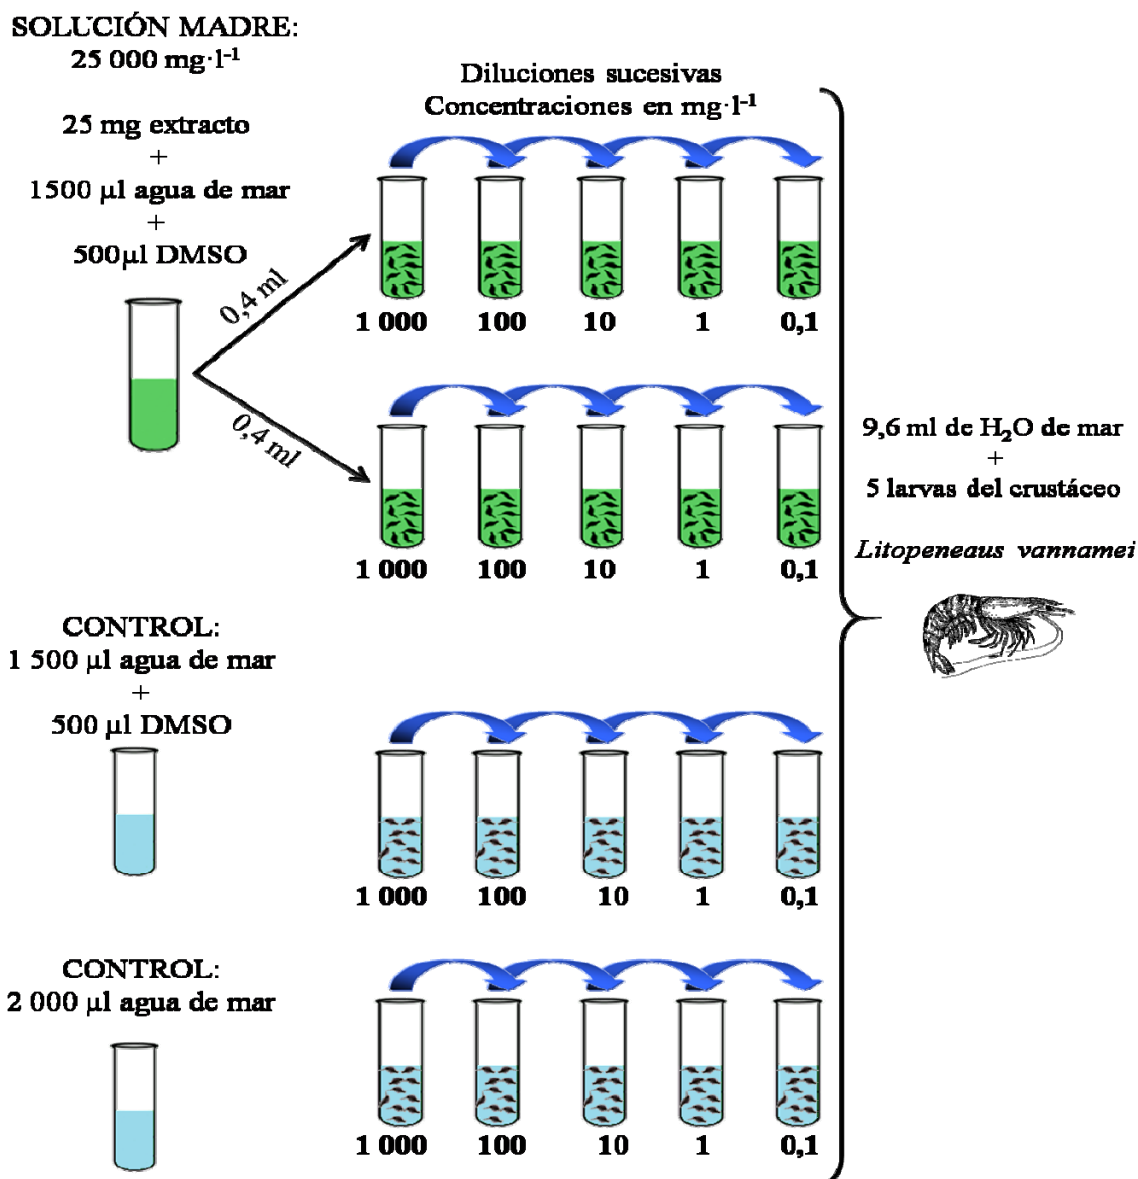 SOLUCIÓN MADRE:
25 000 mg·l-1
25 mg extracto
+
1500 µl agua de mar
+
500µl DMSO
0,4 ml
0,4 ml
Diluciones sucesivas
Concentraciones en mg·l-1
1 000 100 10 1 0,1
1 000 100 10 1 0,1
CONTROL:
1 500 µl agua de mar
+
500 µl DMSO
1 000 100 10 1 0,1
CONTROL:
2 000 µl agua de mar
1 000 100 10 1 0,1
9,6 ml de H₂O de mar
+
5 larvas del crustáceo
Litopeneaus vannamei